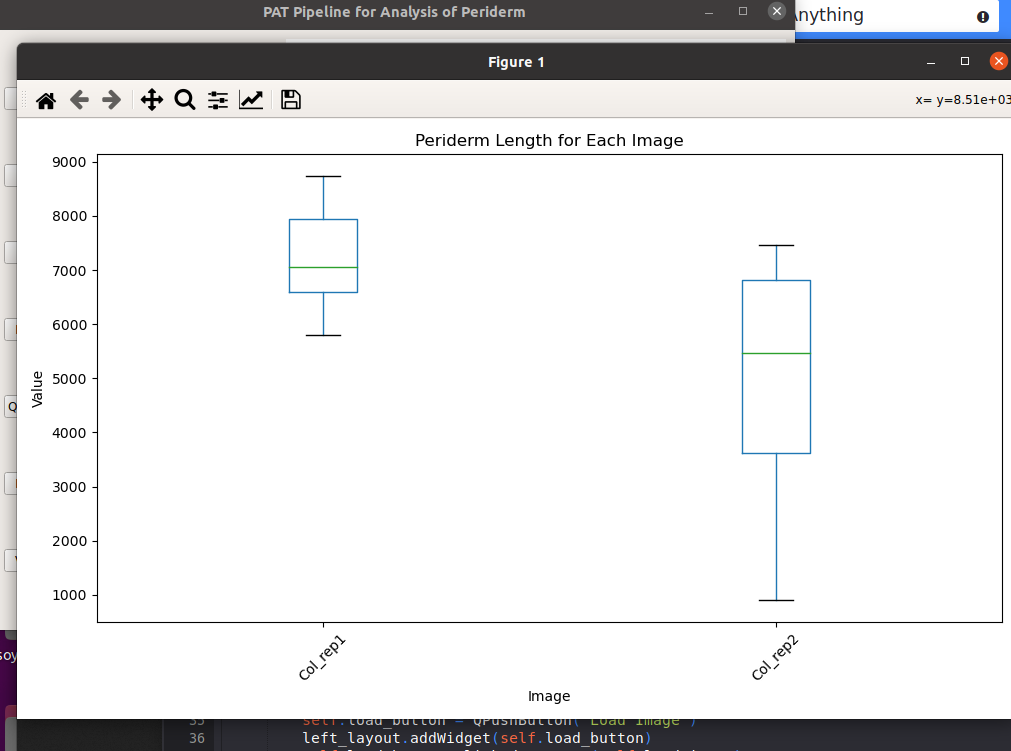 PAT Pipeline for Analysis of Periderm
Anything
Figure 1
x= y=8.51e+03
Periderm Length for Each Image
9000
8000
7000
6000
5000
4000
3000
2000
1000
Value
Col_rep1
Col_rep2
Image
Q
soy
35 self.load_button = QPushButton("Load Image")
36 left_layout.addWidget(self.load_button)